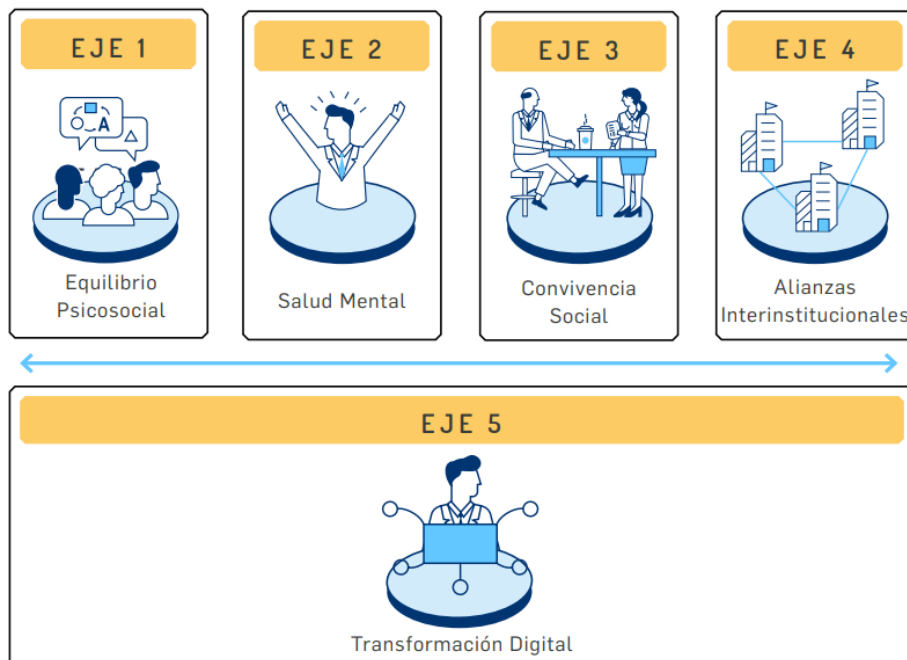 EJE 1
EJE 2
EJE 3
EJE 4
A
Equilibrio
Psicosocial
Salud Mental
Convivencia
Social
Alianzas
Interinstitucionales
EJE 5
Transformación Digital